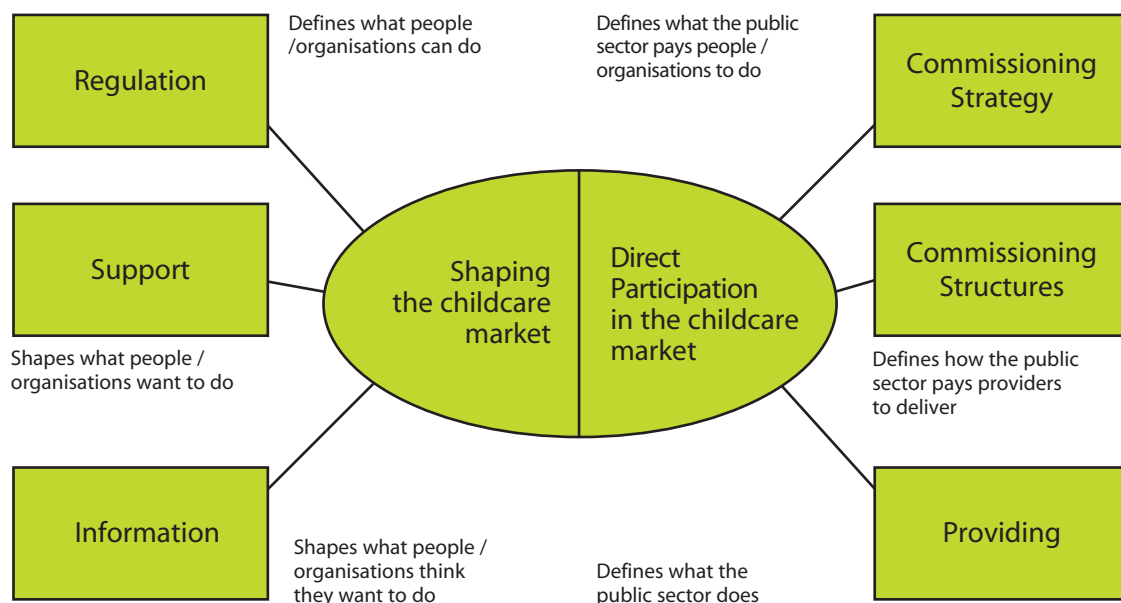 Defines what people
/organisations can do
Regulation
Defines what the public
sector pays people /
organisations to do
Commissioning
Strategy
Support
Shapes what people /
organisations want to do
Shaping
the childcare
market
Direct
Participation
in the childcare
market
Commissioning
Structures
Defines how the public
sector pays providers
to deliver
Information
Shapes what people /
organisations think
they want to do
Defines what the
public sector does
Providing